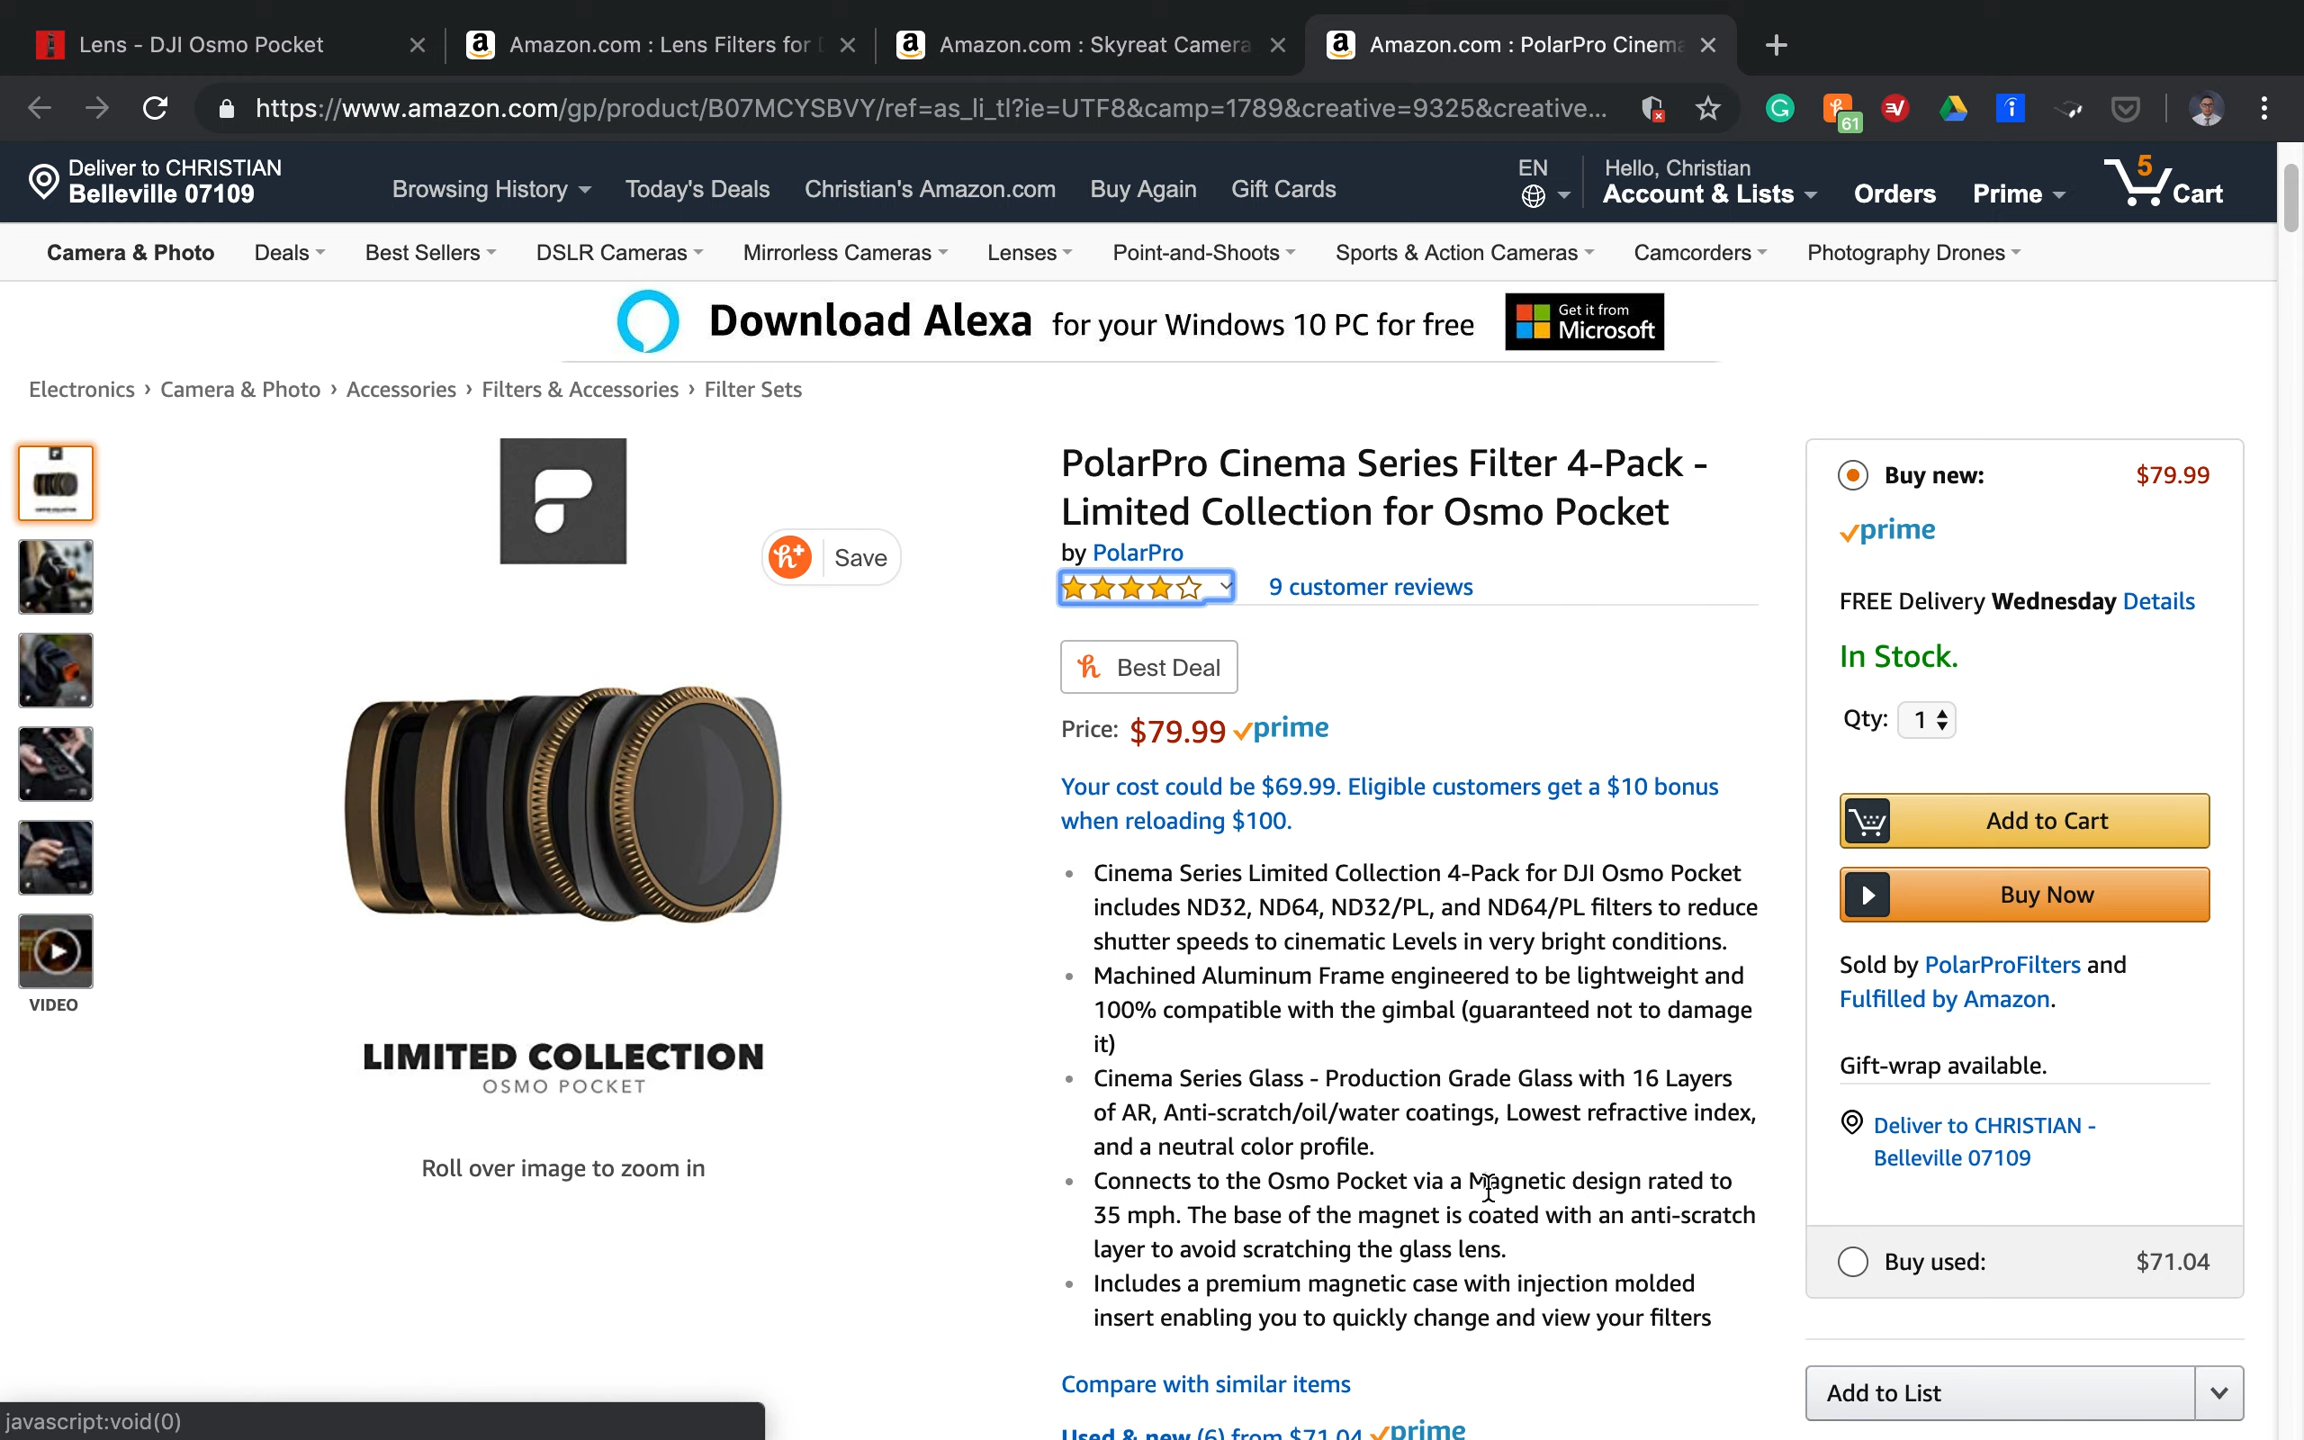 Lens - DJI Osmo Pocket
Amazon.com : Lens Filters for
Amazon.com : Skyreat Camera
Amazon.com : PolarPro Cinema
https://www.amazon.com/gp/product/B07MCYSBVY/ref=as_li_tl?ie=UTF8&camp=1789&creative=9325&creative...
61
Deliver to CHRISTIAN
Belleville 07109
Browsing History
Today's Deals
Christian's Amazon.com
Buy Again
Gift Cards
EN
Hello, Christian
Account & Lists
Orders
Prime
5
Cart
Camera & Photo
Deals
Best Sellers
DSLR Cameras
Mirrorless Cameras
Lenses
Point-and-Shoots
Sports & Action Cameras
Camcorders
Photography Drones
Download Alexa for your Windows 10 PC for free
Get it from
Microsoft
Electronics › Camera & Photo › Accessories › Filters & Accessories › Filter Sets
Save
LIMITED COLLECTION
OSMO POCKET
Roll over image to zoom in
VIDEO
PolarPro Cinema Series Filter 4-Pack -
Limited Collection for Osmo Pocket
by PolarPro
9 customer reviews
Best Deal
Price: $79.99 prime
Your cost could be $69.99. Eligible customers get a $10 bonus
when reloading $100.
• Cinema Series Limited Collection 4-Pack for DJI Osmo Pocket
includes ND32, ND64, ND32/PL, and ND64/PL filters to reduce
shutter speeds to cinematic Levels in very bright conditions.
• Machined Aluminum Frame engineered to be lightweight and
100% compatible with the gimbal (guaranteed not to damage
it)
• Cinema Series Glass - Production Grade Glass with 16 Layers
of AR, Anti-scratch/oil/water coatings, Lowest refractive index,
and a neutral color profile.
• Connects to the Osmo Pocket via a Magnetic design rated to
35 mph. The base of the magnet is coated with an anti-scratch
layer to avoid scratching the glass lens.
• Includes a premium magnetic case with injection molded
insert enabling you to quickly change and view your filters
Compare with similar items
Used & new (6) from $71.04 prime
Buy new: $79.99
prime
FREE Delivery Wednesday Details
In Stock.
Qty: 1
Add to Cart
Buy Now
Sold by PolarProFilters and
Fulfilled by Amazon.
Gift-wrap available.
Deliver to CHRISTIAN -
Belleville 07109
Buy used: $71.04
Add to List
javascript:void(0)